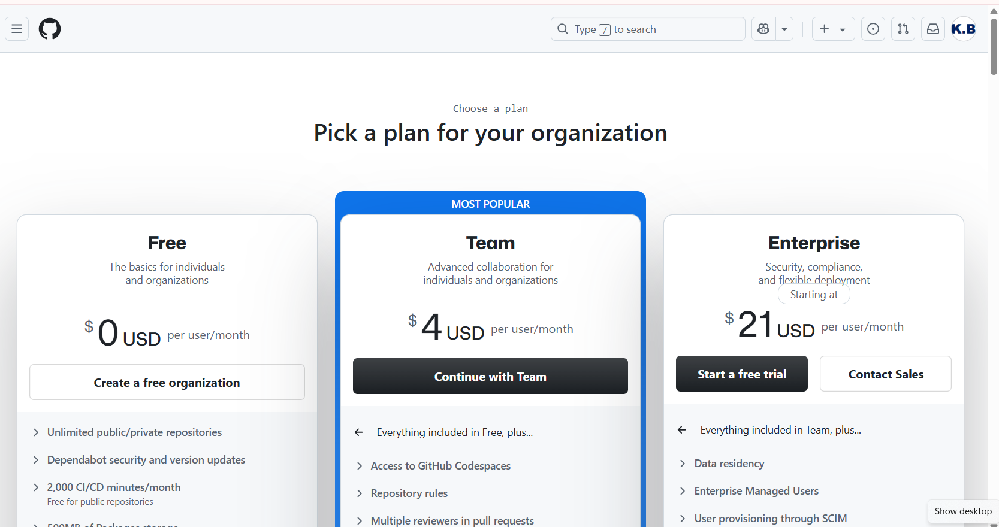 Type / to search
K.B
Choose a plan
Pick a plan for your organization
Free
The basics for individuals
and organizations
$ 0 USD per user/month
Create a free organization
Unlimited public/private repositories
Dependabot security and version updates
2,000 CI/CD minutes/month
Free for public repositories
500MB of Packages storage
MOST POPULAR
Team
Advanced collaboration for
individuals and organizations
$ 4 USD per user/month
Continue with Team
Everything included in Free, plus...
Access to GitHub Codespaces
Repository rules
Multiple reviewers in pull requests
Enterprise
Security, compliance,
and flexible deployment
Starting at
$ 21 USD per user/month
Start a free trial
Contact Sales
Everything included in Team, plus...
Data residency
Enterprise Managed Users
User provisioning through SCIM
Show desktop